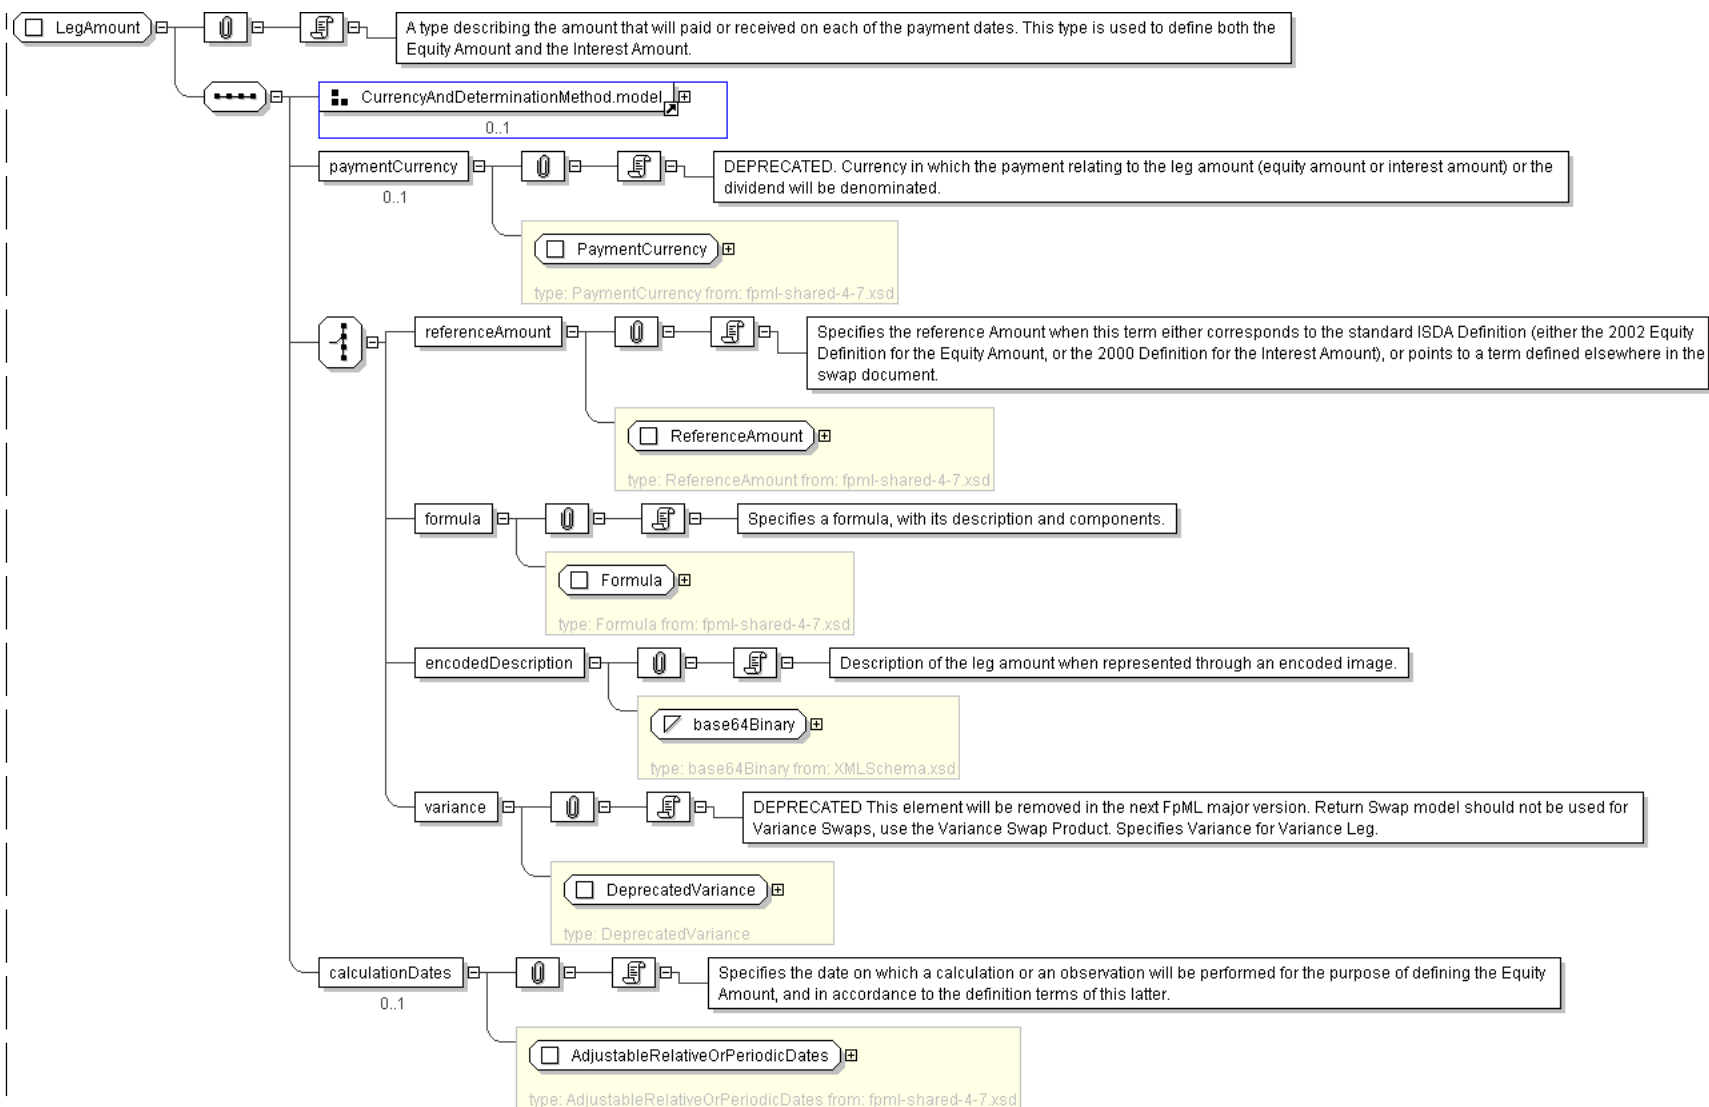 LegAmount
A type describing the amount that will paid or received on each of the payment dates. This type is used to define both the
Equity Amount and the Interest Amount.
CurrencyAndDeterminationMethod.model
0..1
paymentCurrency
0..1
DEPRECATED. Currency in which the payment relating to the leg amount (equity amount or interest amount) or the
dividend will be denominated.
PaymentCurrency
type: PaymentCurrency from: fpml-shared-4-7.xsd
referenceAmount
Specifies the reference Amount when this term either corresponds to the standard ISDA Definition (either the 2002 Equity
Definition for the Equity Amount, or the 2000 Definition for the Interest Amount), or points to a term defined elsewhere in the
swap document.
ReferenceAmount
type: ReferenceAmount from: fpml-shared-4-7.xsd
formula
Specifies a formula, with its description and components.
Formula
type: Formula from: fpml-shared-4-7.xsd
encodedDescription
Description of the leg amount when represented through an encoded image.
base64Binary
type: base64Binary from: XMLSchema.xsd
variance
DEPRECATED This element will be removed in the next FpML major version. Return Swap model should not be used for
Variance Swaps, use the Variance Swap Product. Specifies Variance for Variance Leg.
DeprecatedVariance
type: DeprecatedVariance
calculationDates
0..1
Specifies the date on which a calculation or an observation will be performed for the purpose of defining the Equity
Amount, and in accordance to the definition terms of this latter.
AdjustableRelativeOrPeriodicDates
type: AdjustableRelativeOrPeriodicDates from: fpml-shared-4-7.xsd